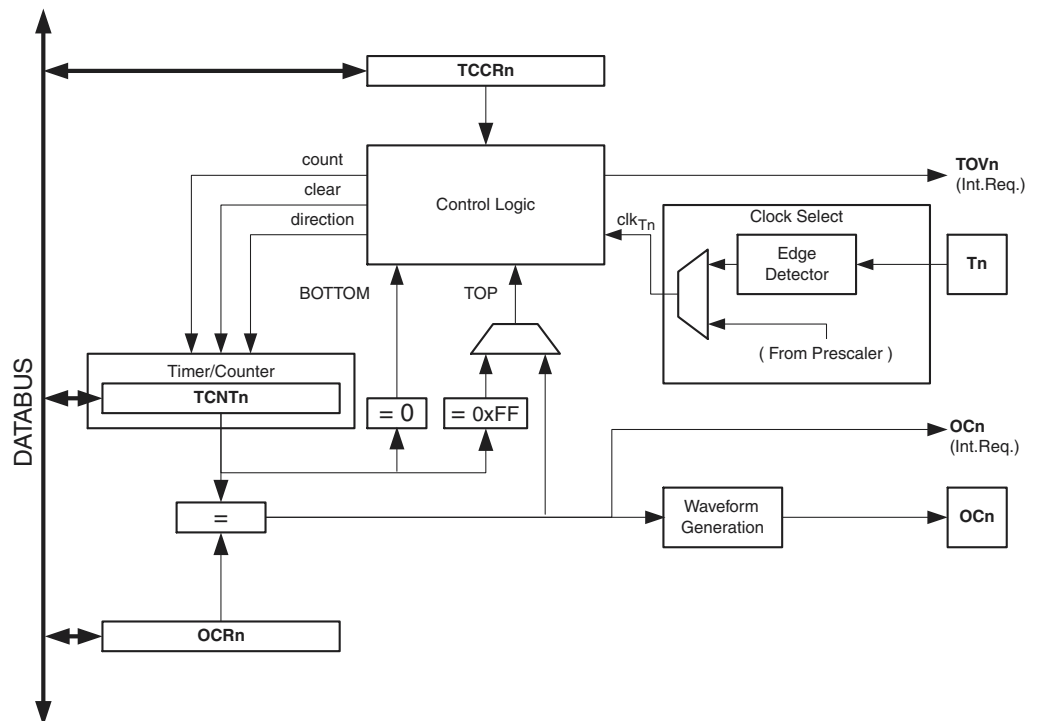 TCCRn
count
clear
direction
Control Logic
TOVn
(Int.Req.)
clkTn
Clock Select
Edge
Detector
Tn
( From Prescaler )
BOTTOM
TOP
DATABUS
Timer/Counter
TCNTn
= 0
= 0xFF
OCn
(Int.Req.)
=
Waveform
Generation
OCn
OCRn